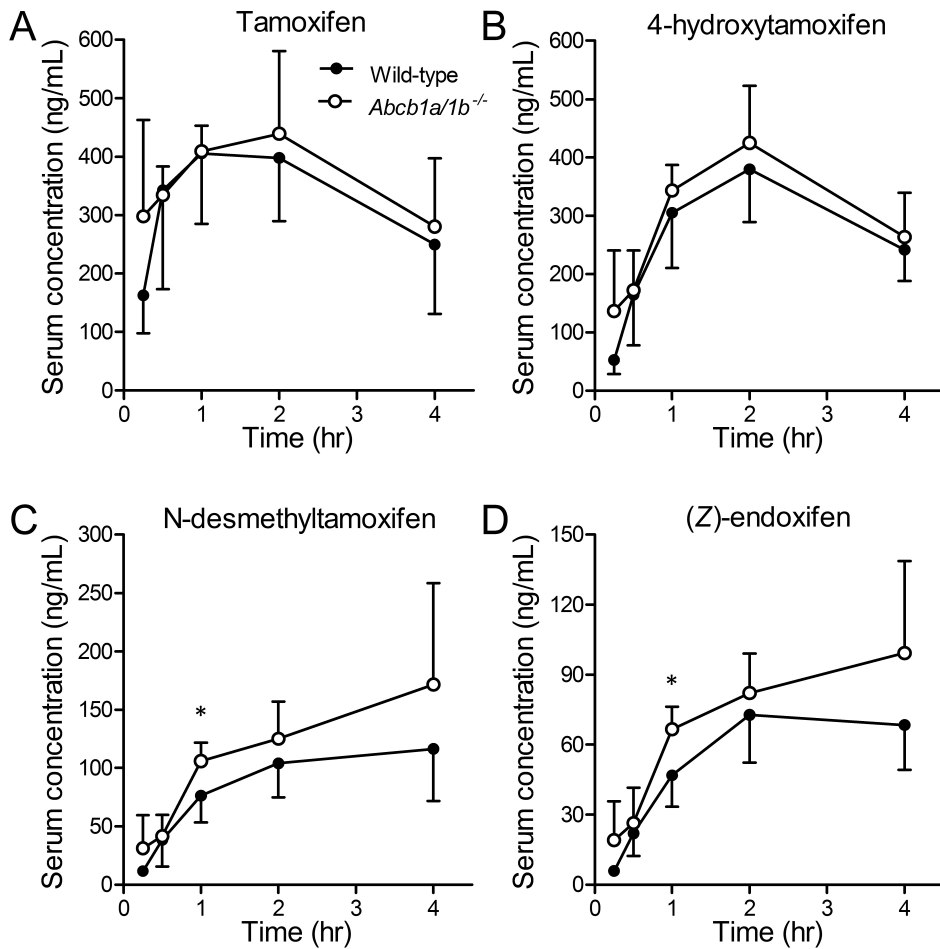 A
Tamoxifen
Serum concentration (ng/mL)
600
500
400
300
200
100
0
Wild-type
Abcb1a/1b-/-
0 1 2 3 4
Time (hr)
B
4-hydroxytamoxifen
Serum concentration (ng/mL)
600
500
400
300
200
100
0
0 1 2 3 4
Time (hr)
C
N-desmethyltamoxifen
Serum concentration (ng/mL)
300
250
200
150
100
50
0
*
0 1 2 3 4
Time (hr)
D
(Z)-endoxifen
Serum concentration (ng/mL)
150
120
90
60
30
0
*
0 1 2 3 4
Time (hr)